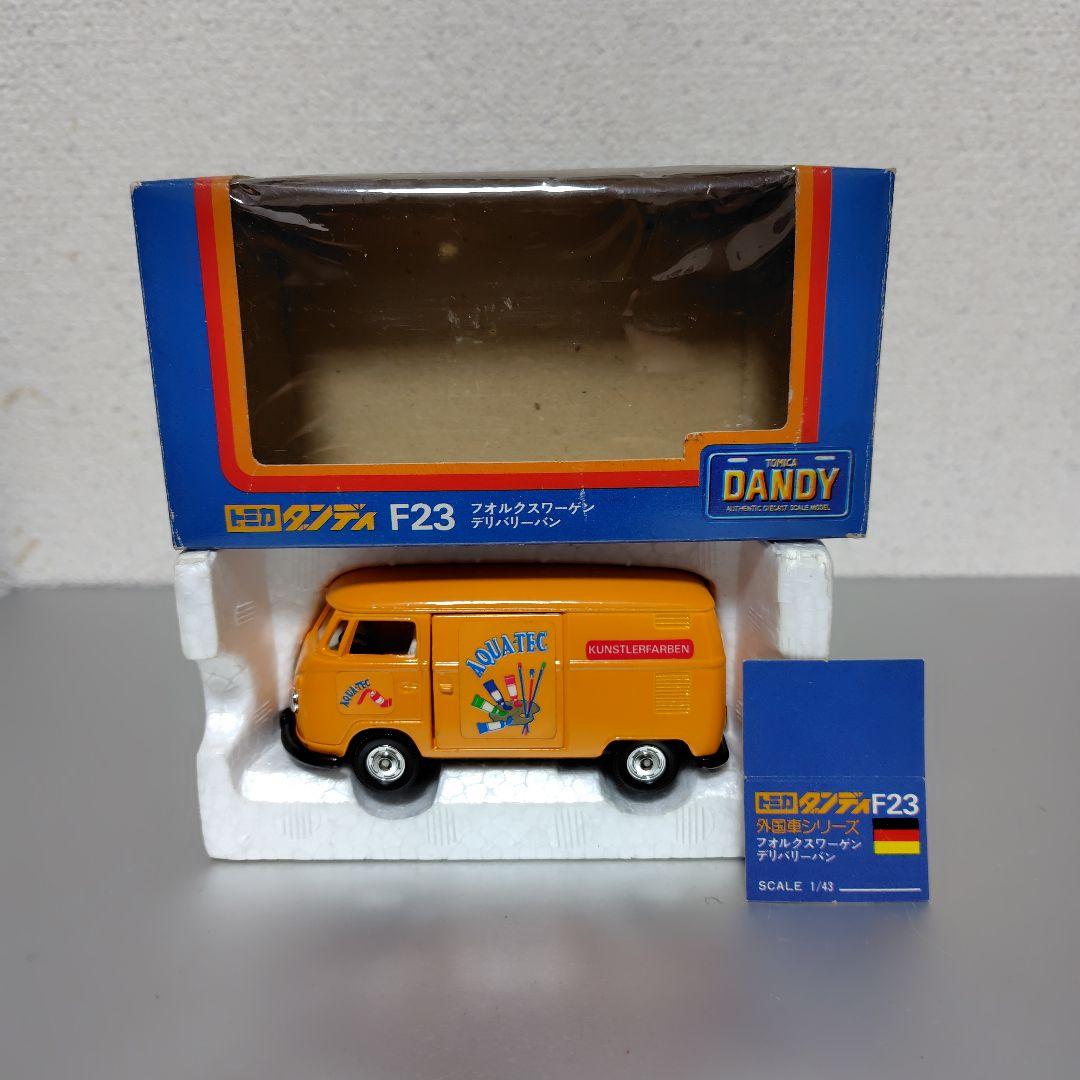 TOMICA
DANDY
AUTHENTIC DIECAST SCALE MODEL
トミカ ダンディ F23 フォルクスワーゲン
デリバリーバン
AQUA-TEC
KUNSTLERFARBEN
AQUA-TEC
トミカ ダンディ F23
外国車シリーズ
フォルクスワーゲン
デリバリーバン
SCALE 1/43